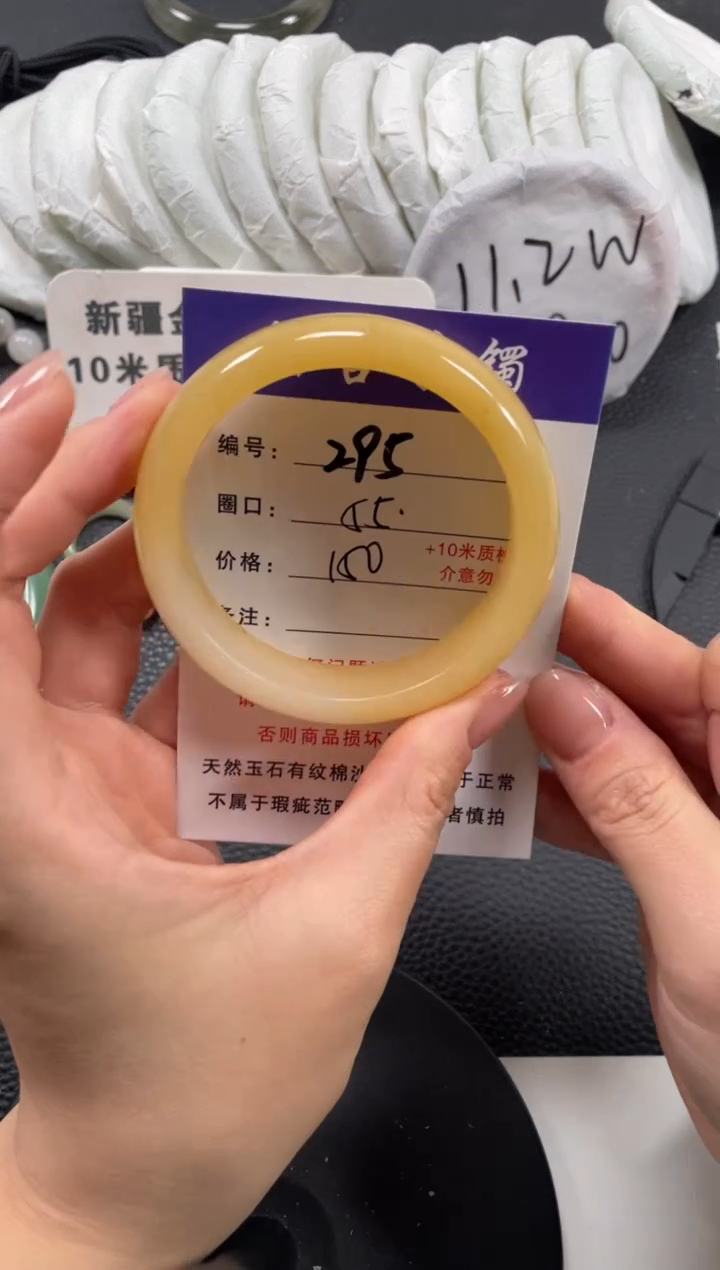 11.2W
新疆金
10米质
镯
编号： 295
圈口： 55.
价格： 150
+10米质
介意勿
注：
否则商品损坏
天然玉石有纹棉 于正常
不属于瑕疵范 者慎拍